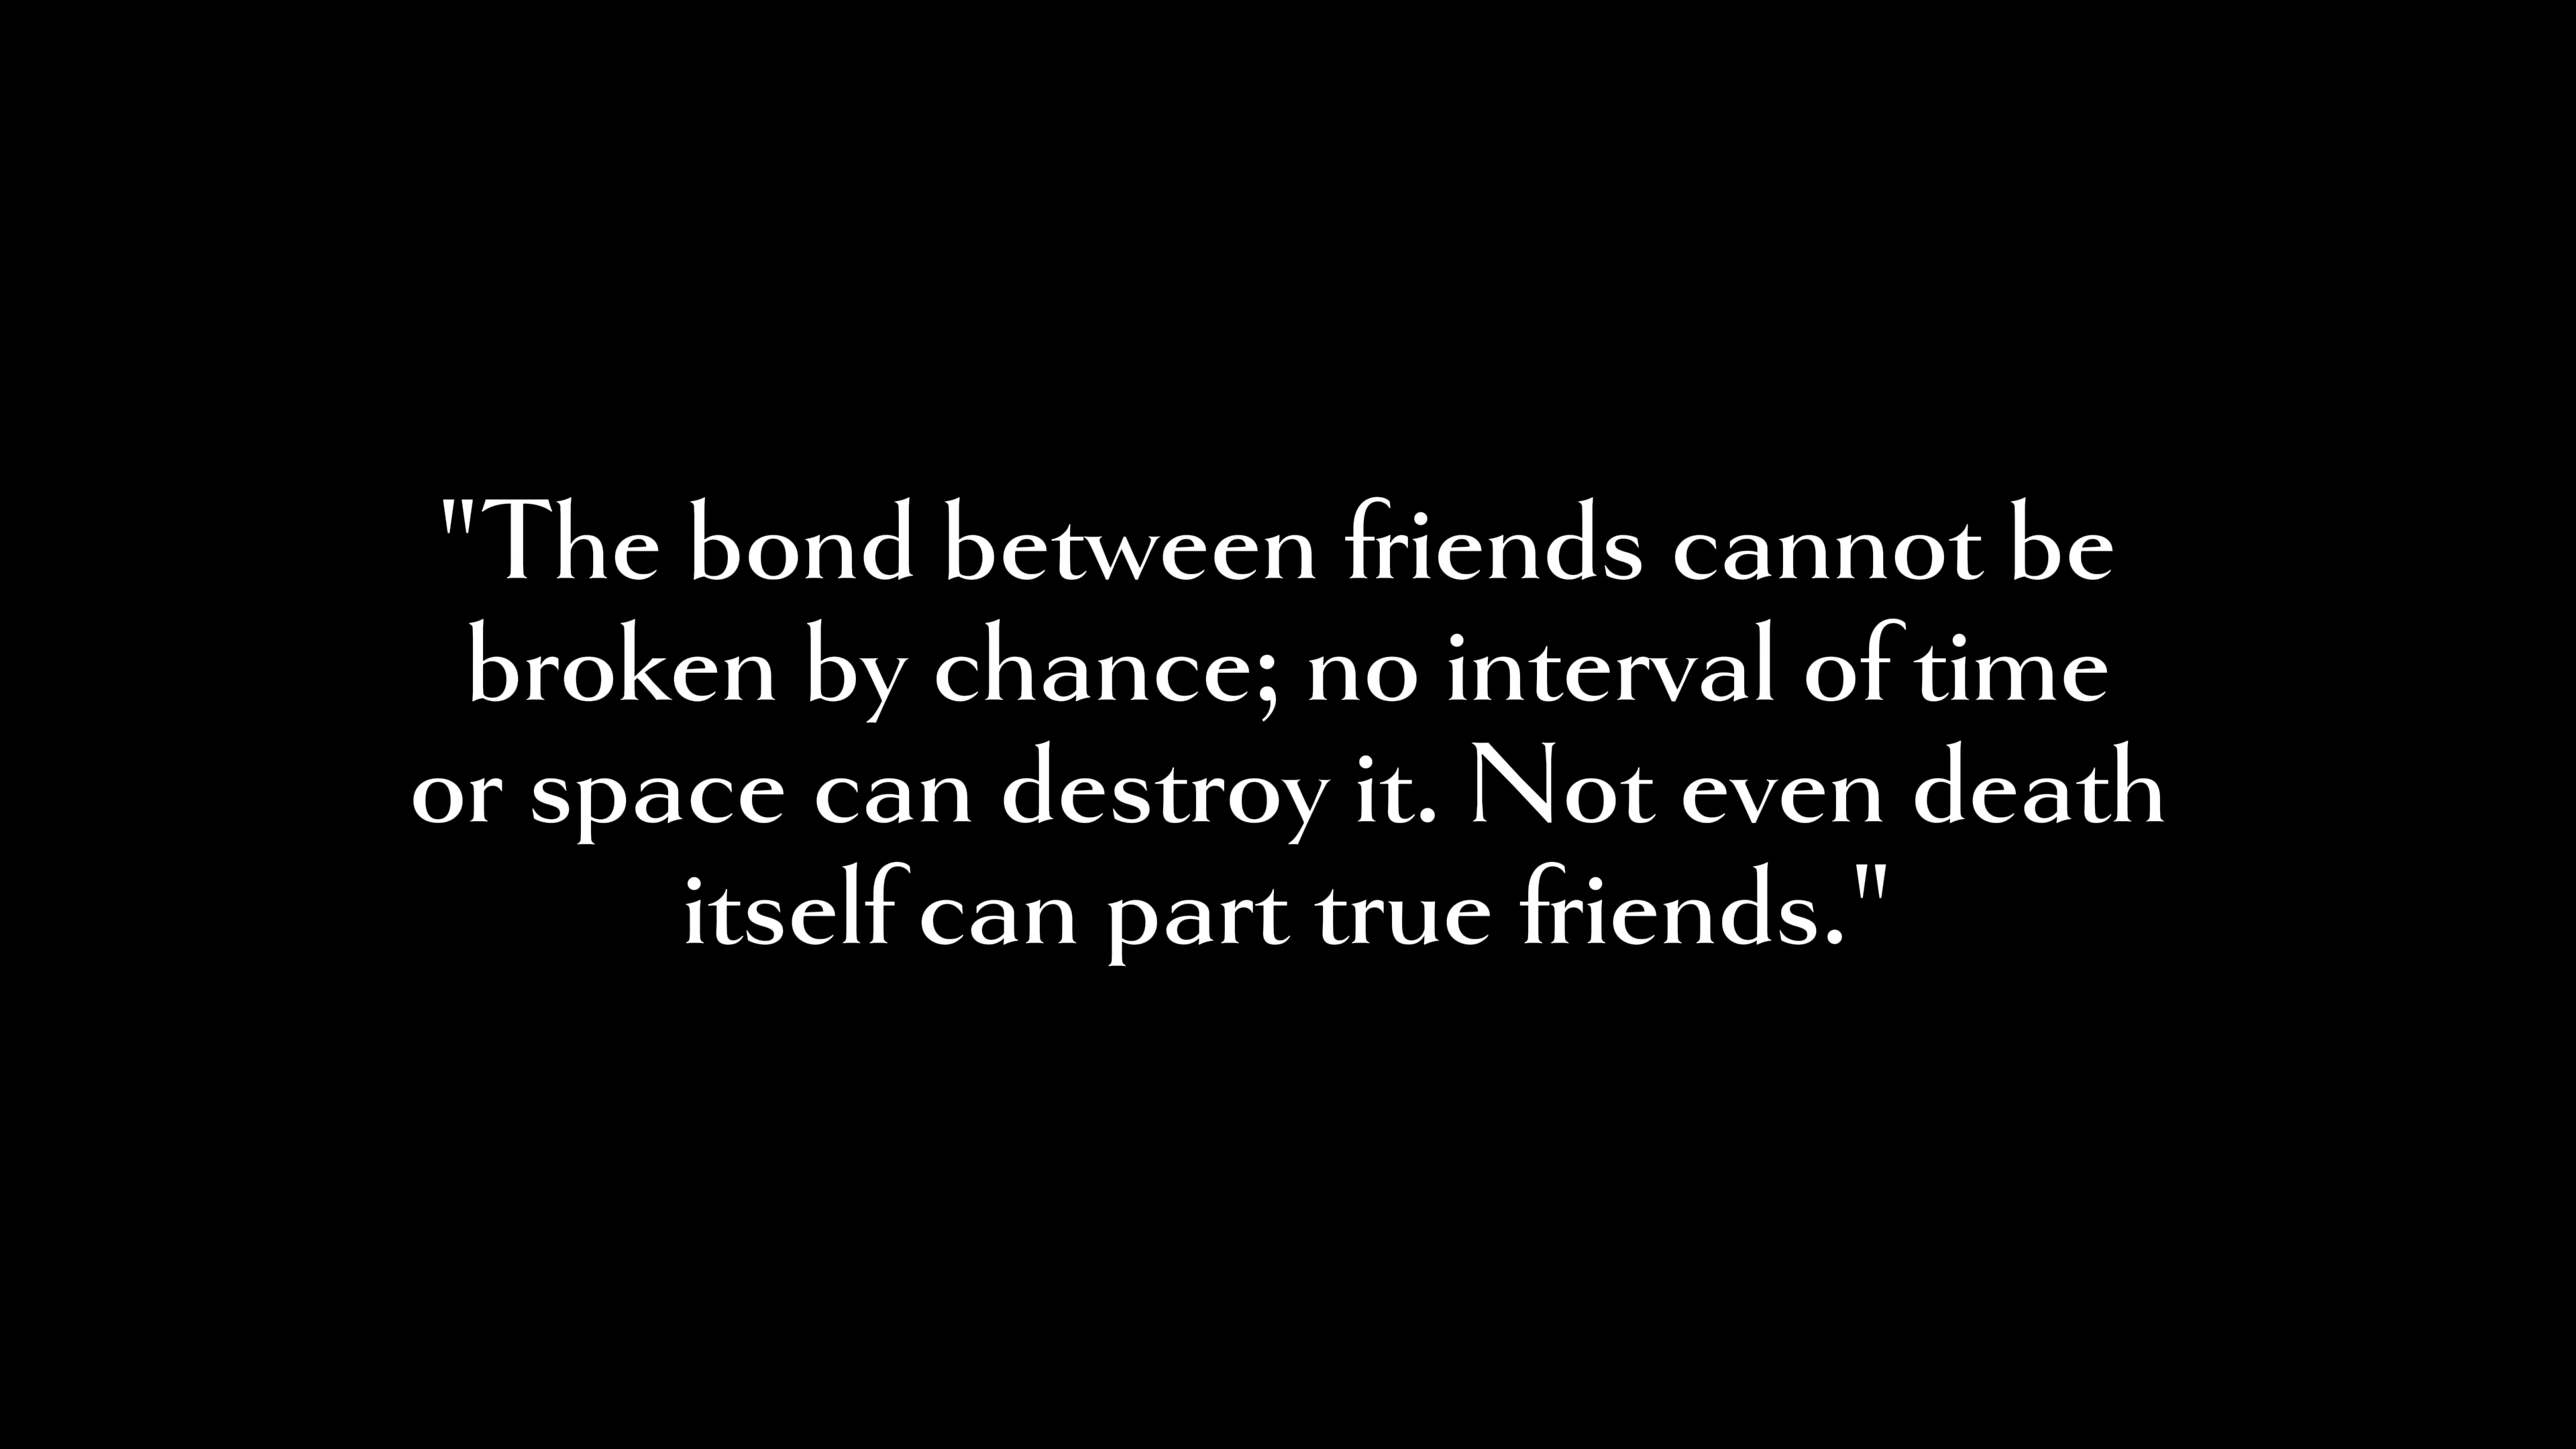 "The bond between friends cannot be
broken by chance; no interval of time
or space can destroy it. Not even death
itself can part true friends."